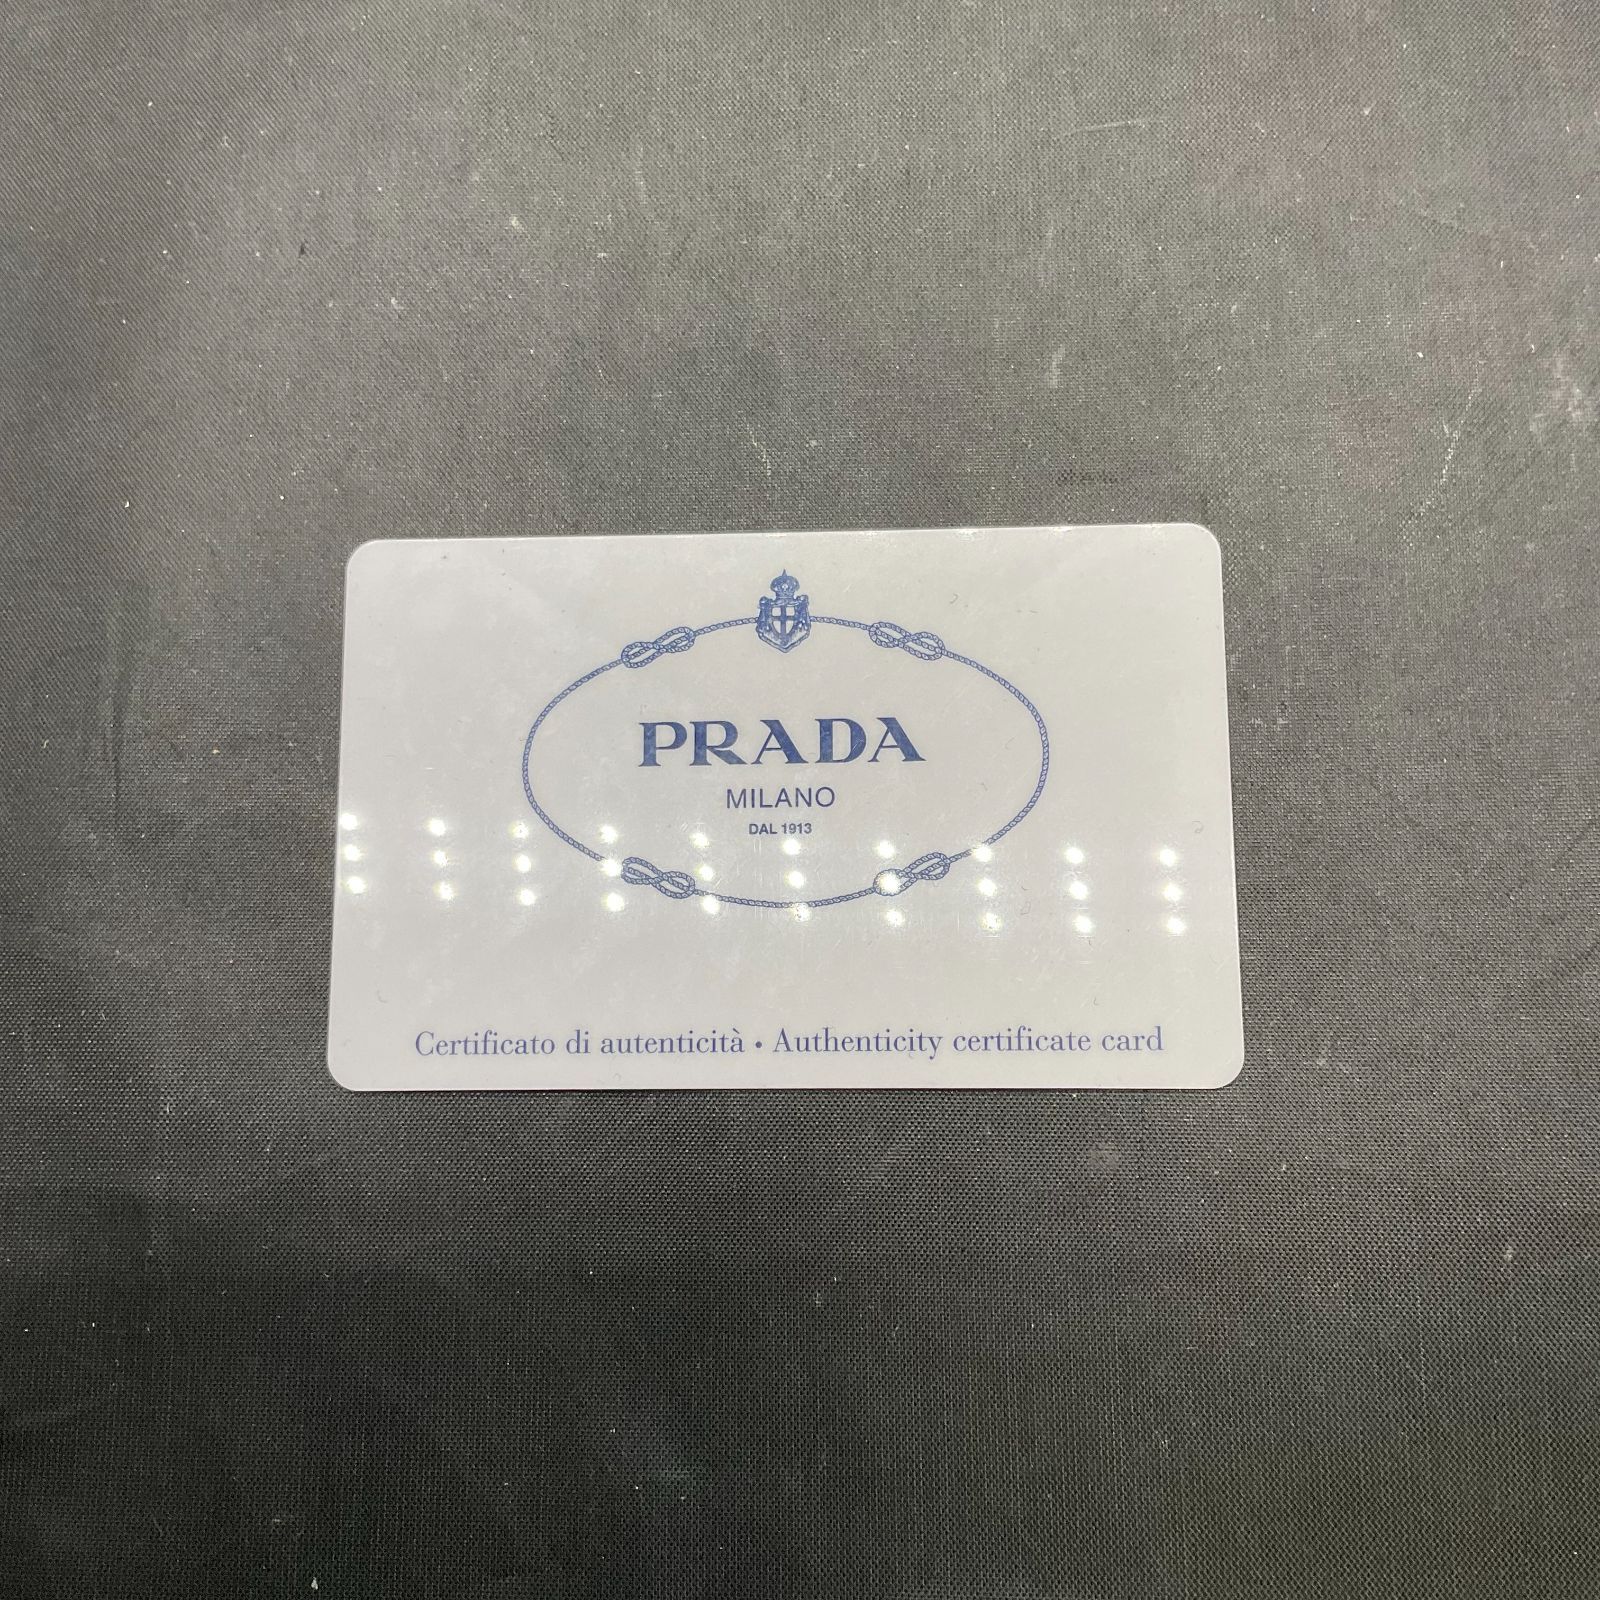 PRADA
MILANO
DAL 1913
Certificato di autenticità • Authenticity certificate card